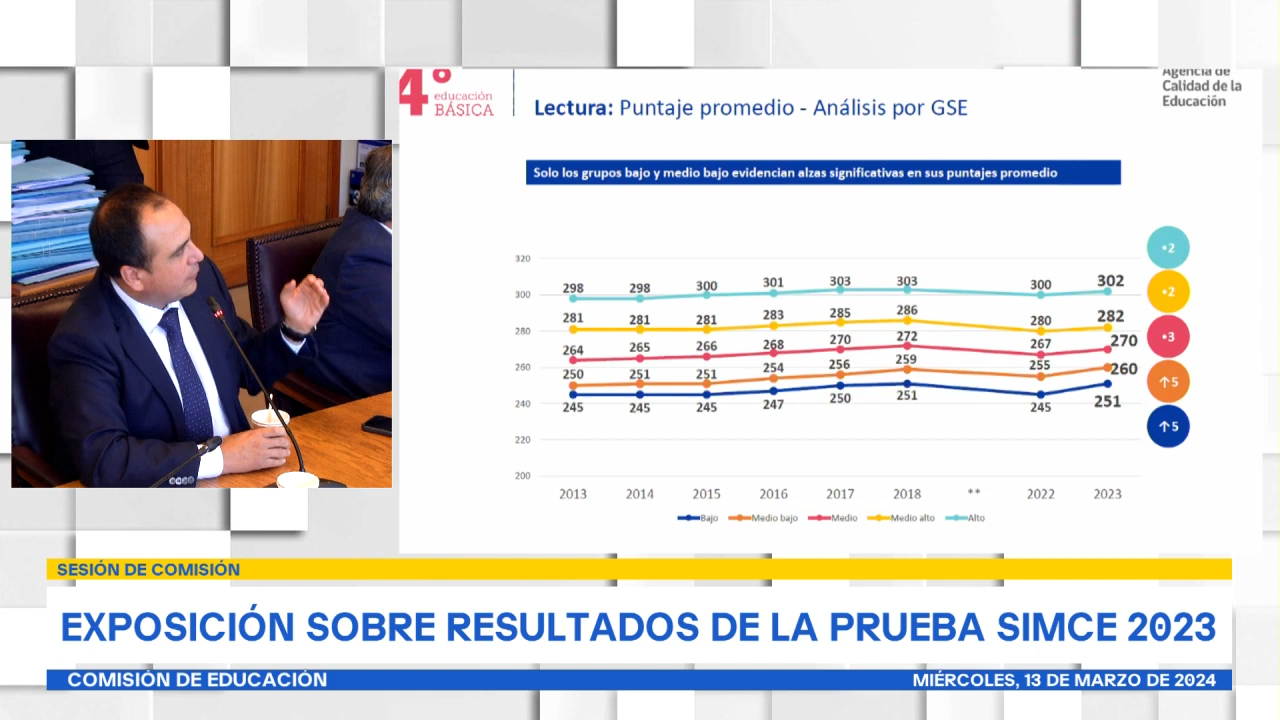 4º
educación
BÁSICA
Agencia de
Calidad de la
Educación
Lectura: Puntaje promedio - Análisis por GSE
Solo los grupos bajo y medio bajo evidencian alzas significativas en sus puntajes promedio
320
300
280
260
240
220
200
298 298 300 301 303 303 300 302
281 281 281 283 285 286 280 282
264 265 266 268 270 272 267 270
250 251 251 254 256 259 255 260
245 245 245 247 250 251 245 251
•2
•2
•3
↑5
↑5
2013 2014 2015 2016 2017 2018 ** 2022 2023
Bajo Medio bajo Medio Medio alto Alto
SESIÓN DE COMISIÓN
EXPOSICIÓN SOBRE RESULTADOS DE LA PRUEBA SIMCE 2023
COMISIÓN DE EDUCACIÓN MIÉRCOLES, 13 DE MARZO DE 2024